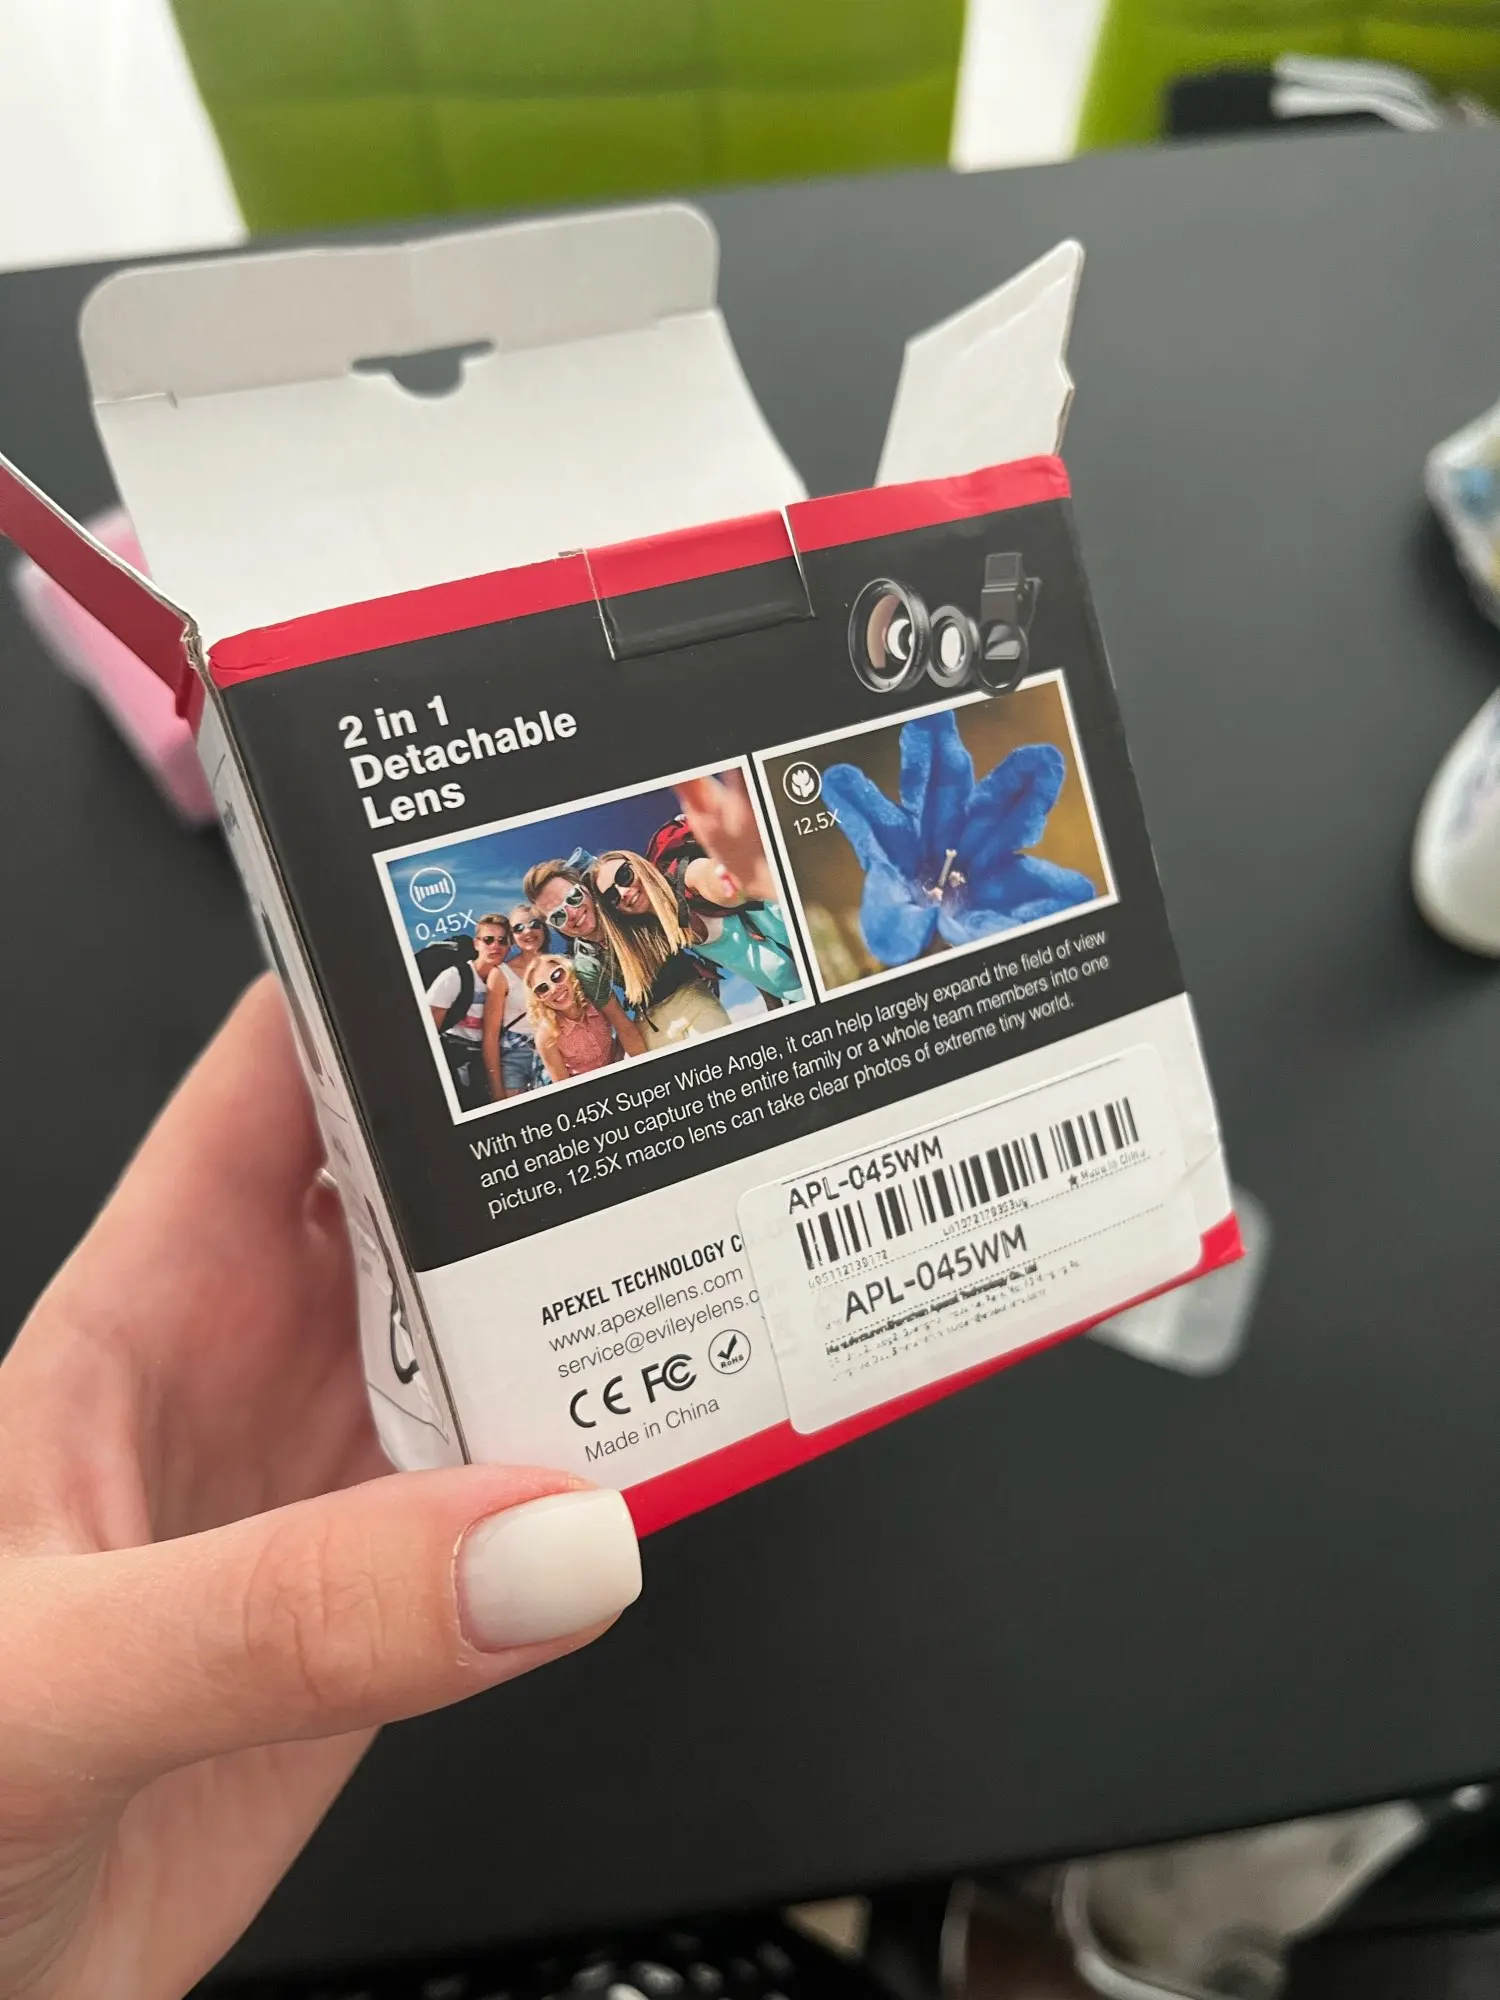 2 in 1
Detachable
Lens
0.45X
12.5X
With the 0.45X Super Wide Angle, it can help largely expand the field of view
and enable you capture the entire family or a whole team members into one
picture, 12.5X macro lens can take clear photos of extreme tiny world.
APEXEL TECHNOLOGY
www.apexellens.com
service@evileyelens.c
CE FC RoHS
Made in China
APL-045WM
Made in China
APL-045WM